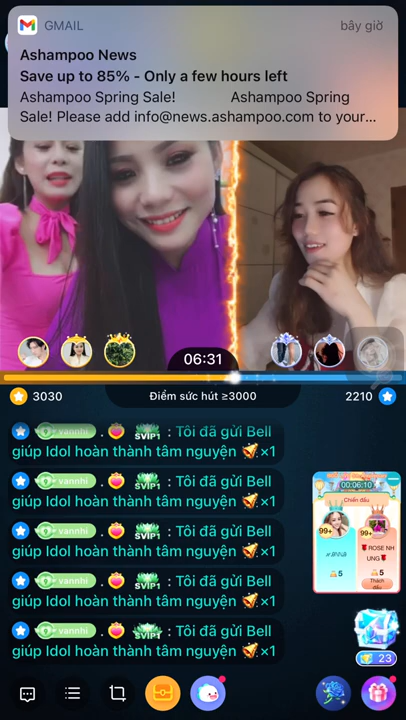 GMAIL
bây giờ
Ashampoo News
Save up to 85% - Only a few hours left
Ashampoo Spring Sale! Ashampoo Spring
Sale! Please add info@news.ashampoo.com to your...
06:31
3030
Điểm sức hút ≥3000
2210
vannhi . SVIP1 : Tôi đã gửi Bell
giúp Idol hoàn thành tâm nguyện ×1
vannhi . SVIP1 : Tôi đã gửi Bell
giúp Idol hoàn thành tâm nguyện ×1
vannhi . SVIP1 : Tôi đã gửi Bell
giúp Idol hoàn thành tâm nguyện ×1
vannhi . SVIP1 : Tôi đã gửi Bell
giúp Idol hoàn thành tâm nguyện ×1
vannhi . SVIP1 : Tôi đã gửi Bell
giúp Idol hoàn thành tâm nguyện ×1
00:06:10
Chiến đấu
99+
99+
ROSE NH
UNG
5
5
Thách
đấu
23